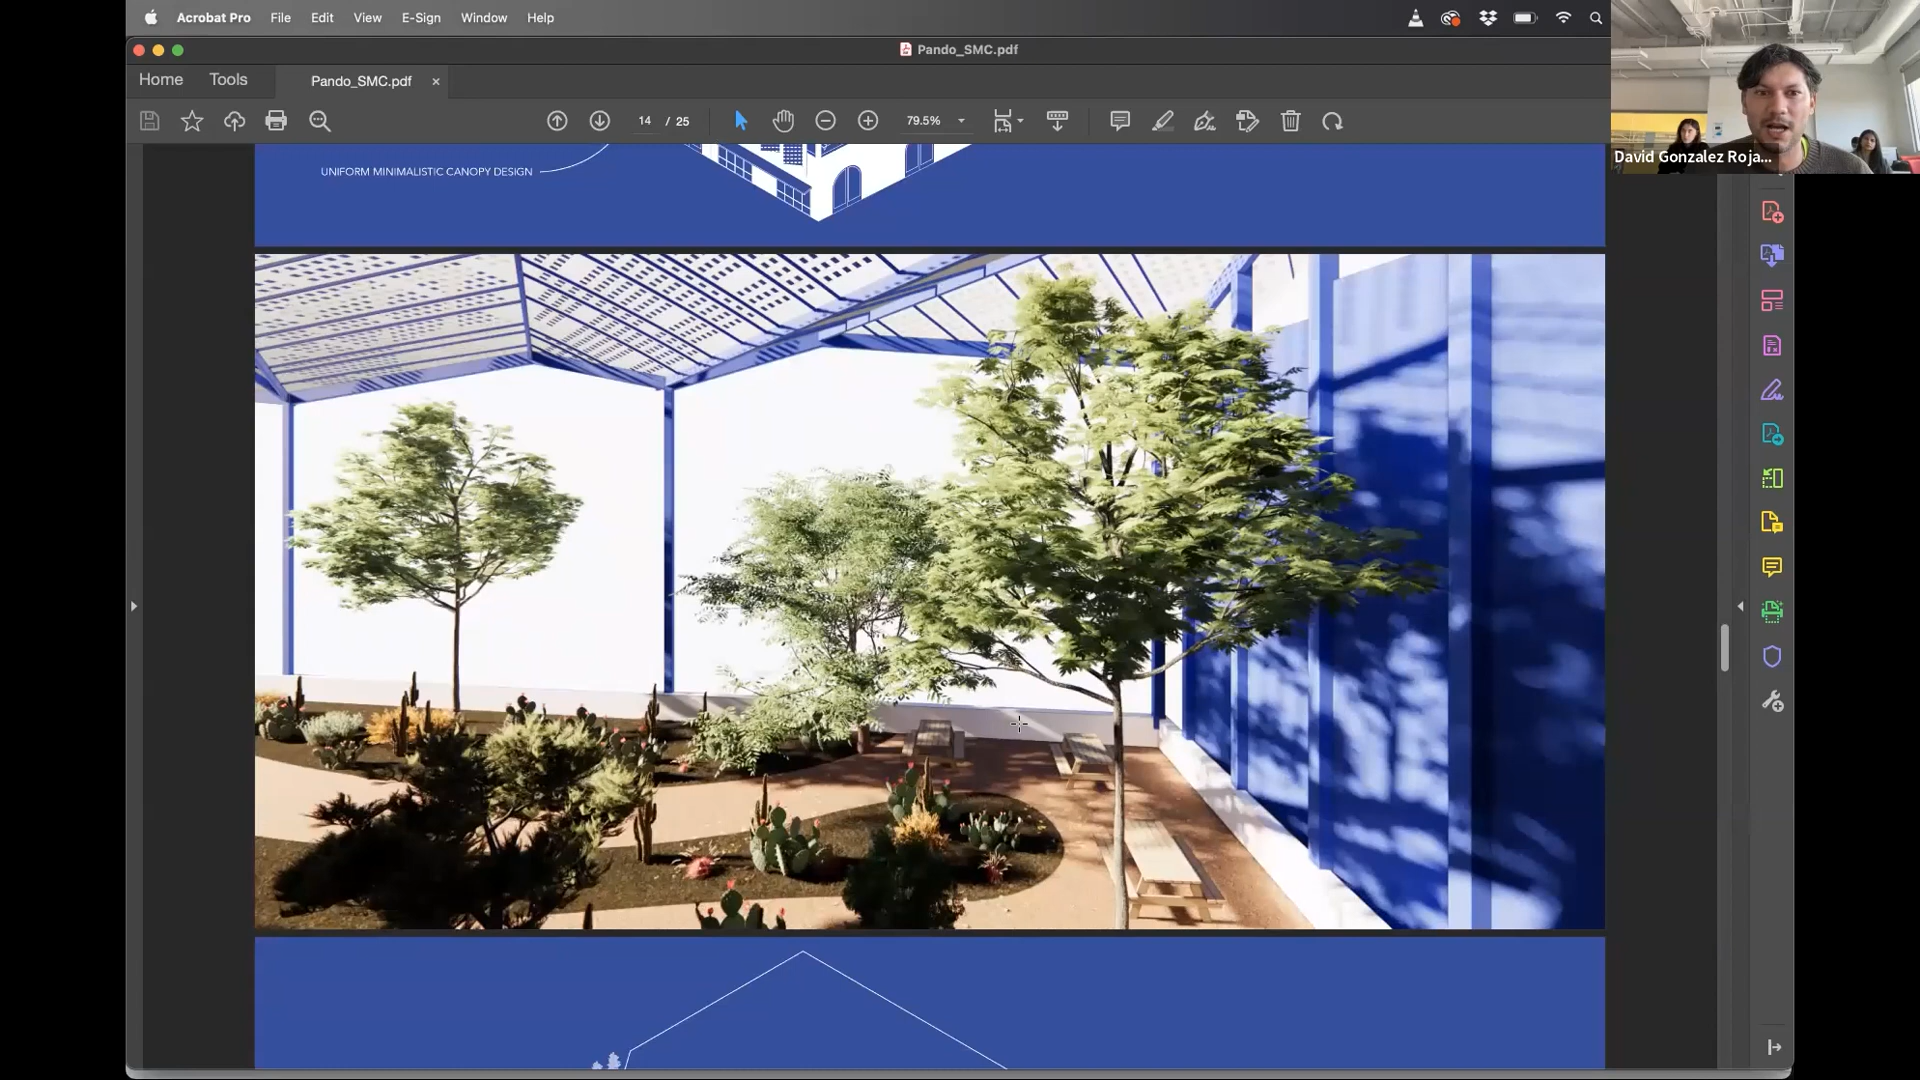 Acrobat Pro File Edit View E-Sign Window Help
Pando_SMC.pdf
Home Tools Pando_SMC.pdf ×
14 / 25 79.5%
David Gonzalez Roja...
UNIFORM MINIMALISTIC CANOPY DESIGN